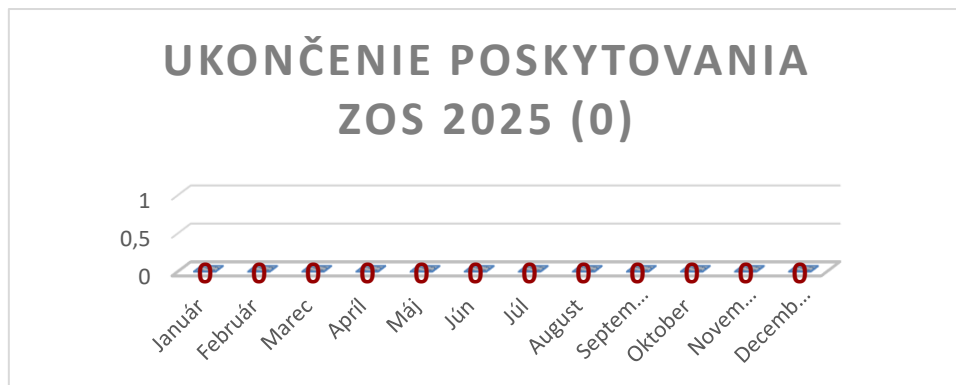 UKONČENIE POSKYTOVANIA
ZOS 2025 (0)
1
0,5
0
0 0 0 0 0 0 0 0 0 0 0 0
Január Február Marec Apríl Máj Jún Júl August Septem... Oktober Novem... Decemb...